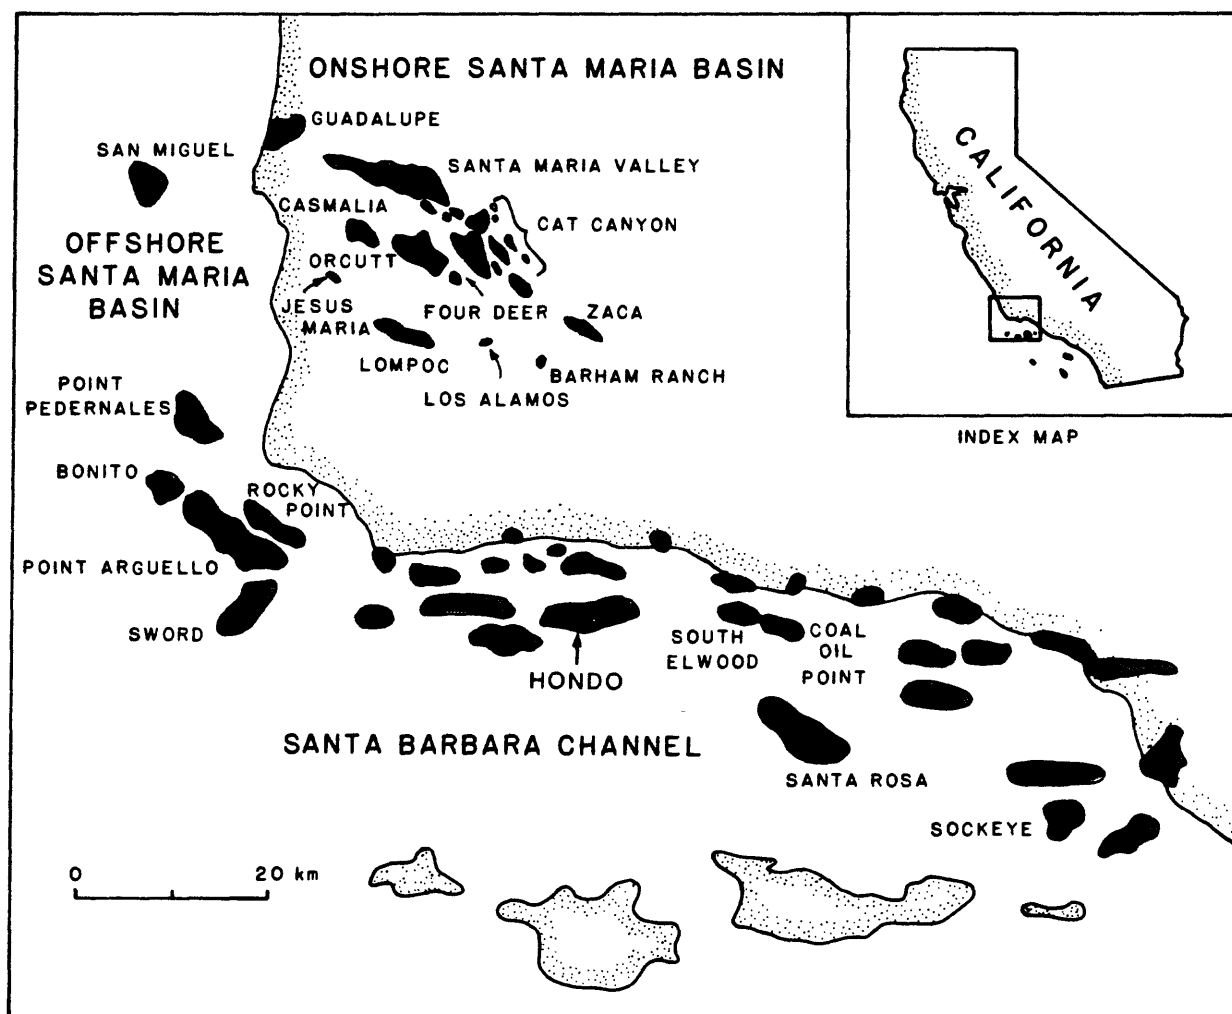 ONSHORE SANTA MARIA BASIN
GUADALUPE
SAN MIGUEL
SANTA MARIA VALLEY
CASMALIA
CAT CANYON
OFFSHORE
SANTA MARIA
BASIN
ORCUTT
JESUS
MARIA
FOUR DEER
ZACA
LOMPOC
BARHAM RANCH
LOS ALAMOS
POINT
PEDERNALES
CALIFORNIA
INDEX MAP
BONITO
ROCKY
POINT
POINT ARGUELLO
SWORD
SOUTH
ELWOOD
COAL
OIL
POINT
HONDO
SANTA BARBARA CHANNEL
SANTA ROSA
SOCKEYE
0 20 km